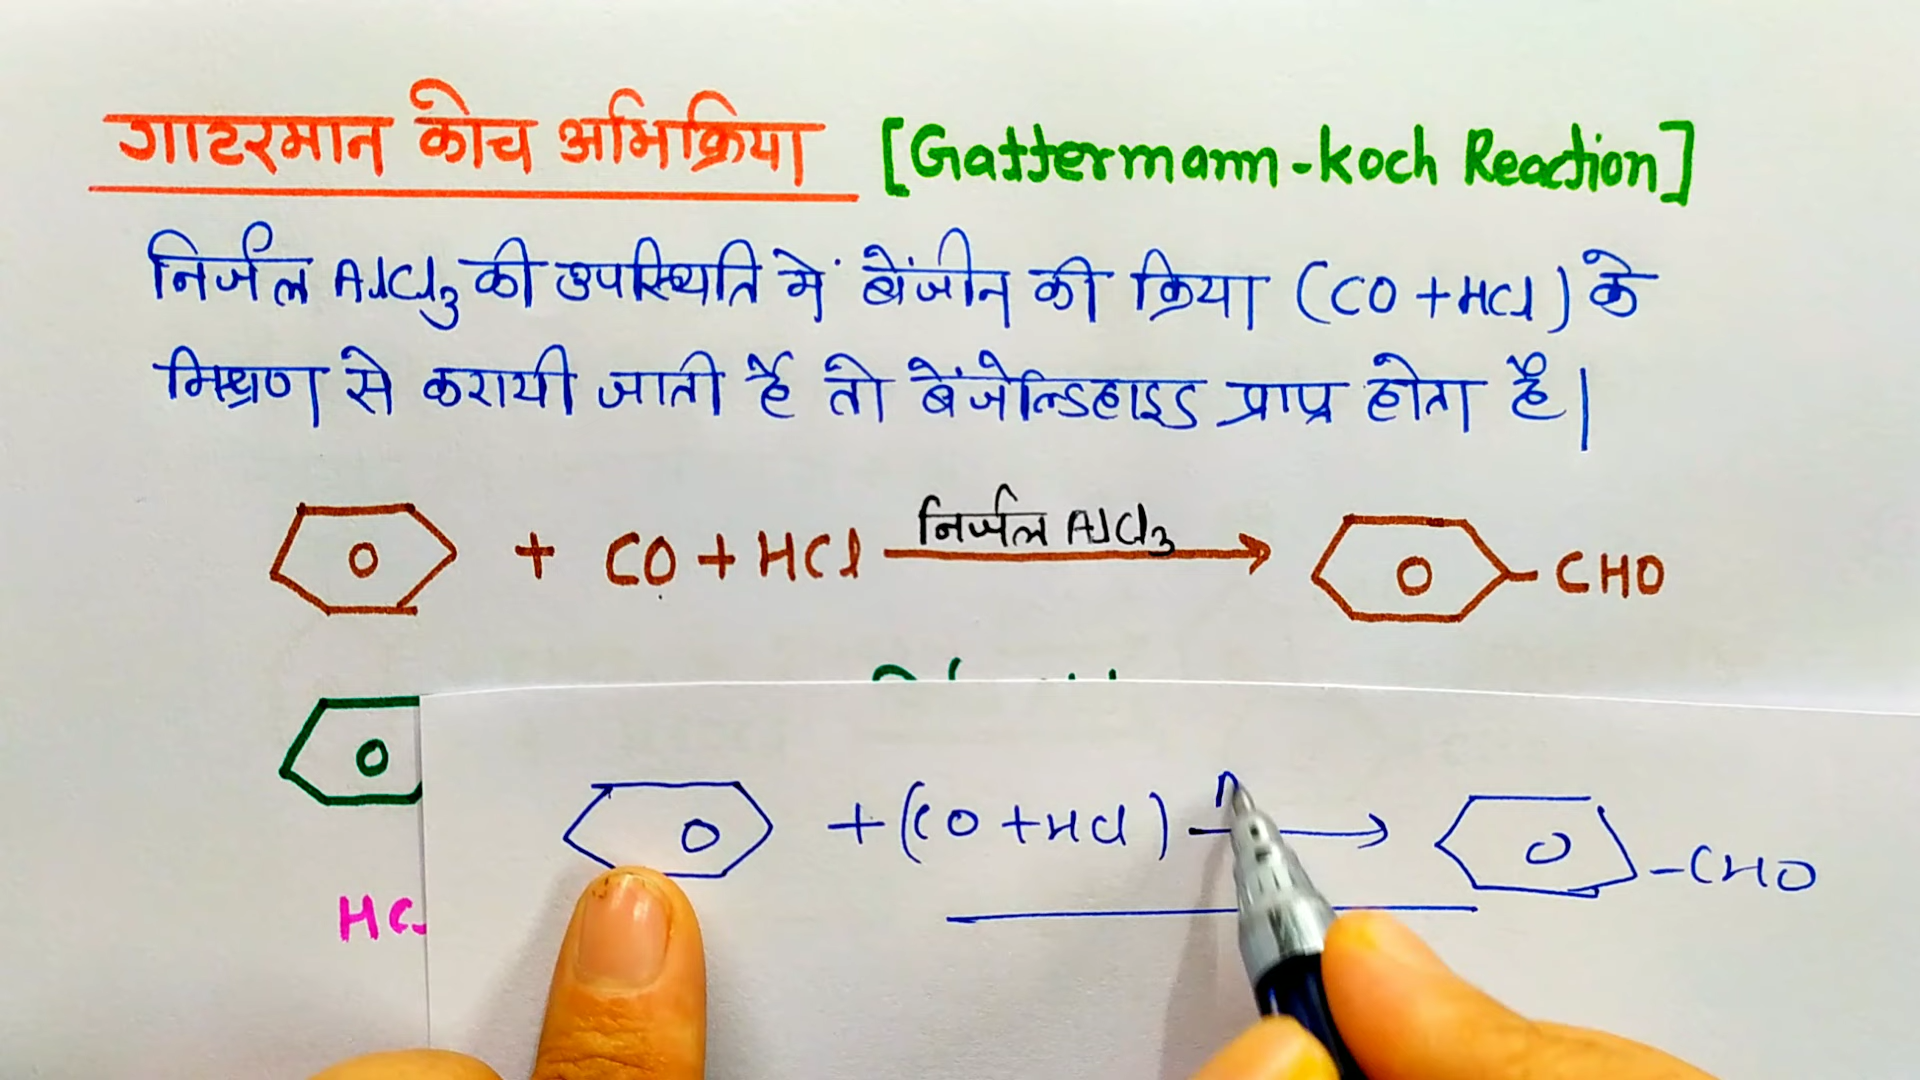 गाटरमान कोच अभिक्रिया [Gattermann-Koch Reaction]
निर्जल AlCl3 की उपस्थिति में बेंजीन की क्रिया (CO + HCl) के
मिश्रण से करायी जाती है तो बेंजेल्डिहाइड प्राप्त होता है।
+ CO + HCl निर्जल AlCl3 → -CHO
+ (CO + HCl) → -CHO
HC